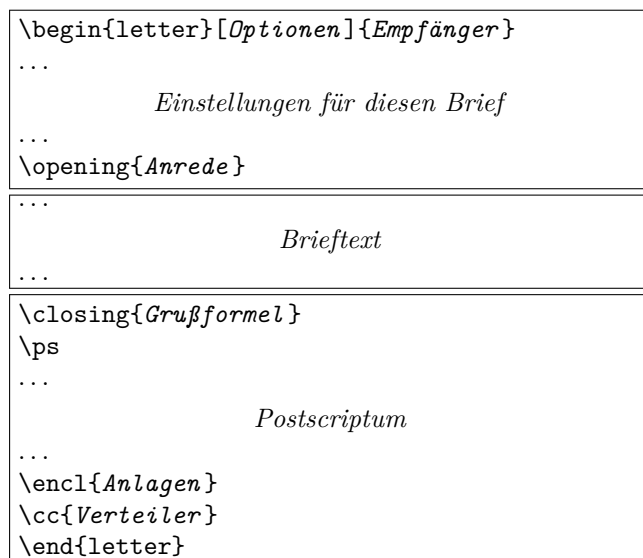 \begin{letter}[Optionen]{Empfänger}
...
Einstellungen für diesen Brief
...
\opening{Anrede}
...
Brieftext
...
\closing{Grußformel}
\ps
...
Postscriptum
...
\encl{Anlagen}
\cc{Verteiler}
\end{letter}